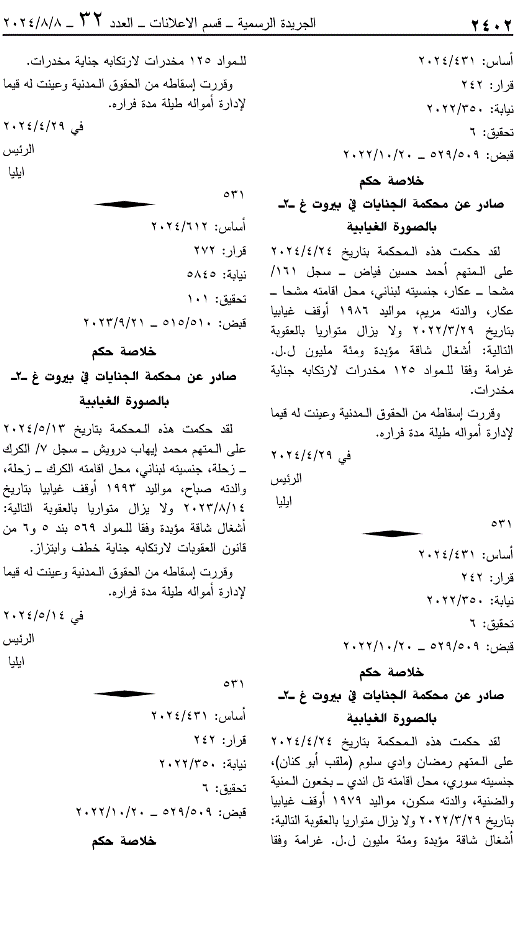 ٢٤٠٢
الجريدة الرسمية ــ قسم الاعلانات ــ العدد ٣٢ ــ ٢٠٢٤/٨/٨
أساس: ٢٠٢٤/٤٣١
قرار: ٢٤٢
نيابة: ٢٠٢٢/٣٥٠
تحقيق: ٦
قبض: ٥٢٩/٥٠٩ ــ ٢٠٢٢/١٠/٢٠
خلاصة حكم
صادر عن محكمة الجنايات في بيروت غ ــ٢ــ
بالصورة الغيابية
لقد حكمت هذه المحكمة بتاريخ ٢٠٢٤/٤/٢٤
على المتهم أحمد حسين فياض ــ سجل ١٦١/
مشحا ــ عكار، جنسيته لبناني، محل اقامته مشحا ــ
عكار، والدته مريم، مواليد ١٩٨٦ أوقف غيابيا
بتاريخ ٢٠٢٢/٣/٢٩ ولا يزال متواريا بالعقوبة
التالية: أشغال شاقة مؤبدة ومئة مليون ل.ل.
غرامة وفقا للمواد ١٢٥ مخدرات لارتكابه جناية
مخدرات.
وقررت إسقاطه من الحقوق المدنية وعينت له قيما
لإدارة أمواله طيلة مدة فراره.
في ٢٠٢٤/٤/٢٩
الرئيس
ايليا
٥٣١
أساس: ٢٠٢٤/٤٣١
قرار: ٢٤٢
نيابة: ٢٠٢٢/٣٥٠
تحقيق: ٦
قبض: ٥٢٩/٥٠٩ ــ ٢٠٢٢/١٠/٢٠
خلاصة حكم
صادر عن محكمة الجنايات في بيروت غ ــ٢ــ
بالصورة الغيابية
لقد حكمت هذه المحكمة بتاريخ ٢٠٢٤/٤/٢٤
على المتهم رمضان وادي سلوم (ملقب أبو كنان)،
جنسيته سوري، محل اقامته تل اندي ــ بخعون المنية
والضنية، والدته سكون، مواليد ١٩٧٩ أوقف غيابيا
بتاريخ ٢٠٢٢/٣/٢٩ ولا يزال متواريا بالعقوبة التالية:
أشغال شاقة مؤبدة ومئة مليون ل.ل. غرامة وفقا
للمواد ١٢٥ مخدرات لارتكابه جناية مخدرات.
وقررت إسقاطه من الحقوق المدنية وعينت له قيما
لإدارة أمواله طيلة مدة فراره.
في ٢٠٢٤/٤/٢٩
الرئيس
ايليا
٥٣١
أساس: ٢٠٢٤/٦١٢
قرار: ٢٧٢
نيابة: ٥٨٤٥
تحقيق: ١٠١
قبض: ٥١٥/٥١٠ ــ ٢٠٢٣/٩/٢١
خلاصة حكم
صادر عن محكمة الجنايات في بيروت غ ــ٢ــ
بالصورة الغيابية
لقد حكمت هذه المحكمة بتاريخ ٢٠٢٤/٥/١٣
على المتهم محمد إيهاب درويش ــ سجل ٧/ الكرك
ــ زحلة، جنسيته لبناني، محل اقامته الكرك ــ زحلة،
والدته صباح، مواليد ١٩٩٣ أوقف غيابيا بتاريخ
٢٠٢٣/٨/١٤ ولا يزال متواريا بالعقوبة التالية:
أشغال شاقة مؤبدة وفقا للمواد ٥٦٩ بند ٥ و٦ من
قانون العقوبات لارتكابه جناية خطف وابتزاز.
وقررت إسقاطه من الحقوق المدنية وعينت له قيما
لإدارة أمواله طيلة مدة فراره.
في ٢٠٢٤/٥/١٤
الرئيس
ايليا
٥٣١
أساس: ٢٠٢٤/٤٣١
قرار: ٢٤٢
نيابة: ٢٠٢٢/٣٥٠
تحقيق: ٦
قبض: ٥٢٩/٥٠٩ ــ ٢٠٢٢/١٠/٢٠
خلاصة حكم